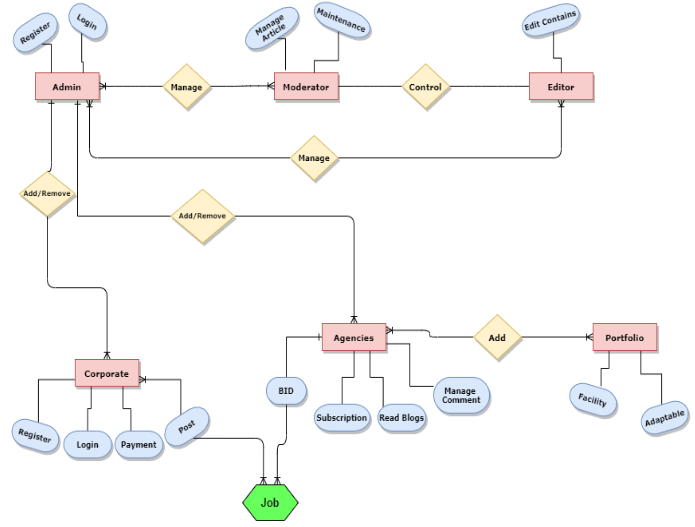 Register
Login
Manage
Article
Maintenance
Edit Contains
Admin
Manage
Moderator
Control
Editor
Manage
Add/Remove
Add/Remove
Agencies
Add
Portfolio
Corporate
BID
Manage
Comment
Facility
Subscription
Read Blogs
Adaptable
Register
Login
Payment
Post
Job